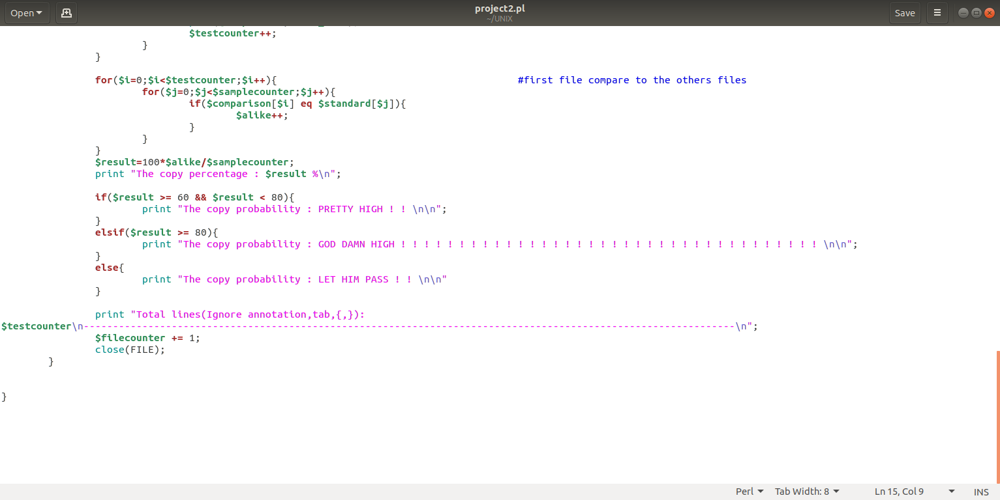 Open
project2.pl
~/UNIX
Save
$testcounter++;
}
}
for($i=0;$i<$testcounter;$i++){ #first file compare to the others files
for($j=0;$j<$samplecounter;$j++){
if($comparison[$i] eq $standard[$j]){
$alike++;
}
}
}
$result=100*$alike/$samplecounter;
print "The copy percentage : $result %\n";
if($result >= 60 && $result < 80){
print "The copy probability : PRETTY HIGH ! ! \n\n";
}
elsif($result >= 80){
print "The copy probability : GOD DAMN HIGH ! ! ! ! ! ! ! ! ! ! ! ! ! ! ! ! ! ! ! ! ! ! ! ! ! ! ! ! ! ! ! ! ! ! ! ! \n\n";
}
else{
print "The copy probability : LET HIM PASS ! ! \n\n"
}
print "Total lines(Ignore annotation,tab,{,}):
$testcounter\n---------------------------------------------------------------------------------------------------------------\n";
$filecounter += 1;
close(FILE);
}
}
Perl Tab Width: 8 Ln 15, Col 9 INS